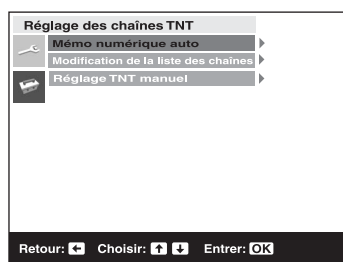 Réglage des chaînes TNT
Mémo numérique auto
Modification de la liste des chaînes
Réglage TNT manuel
Retour: Choisir: Entrer: OK